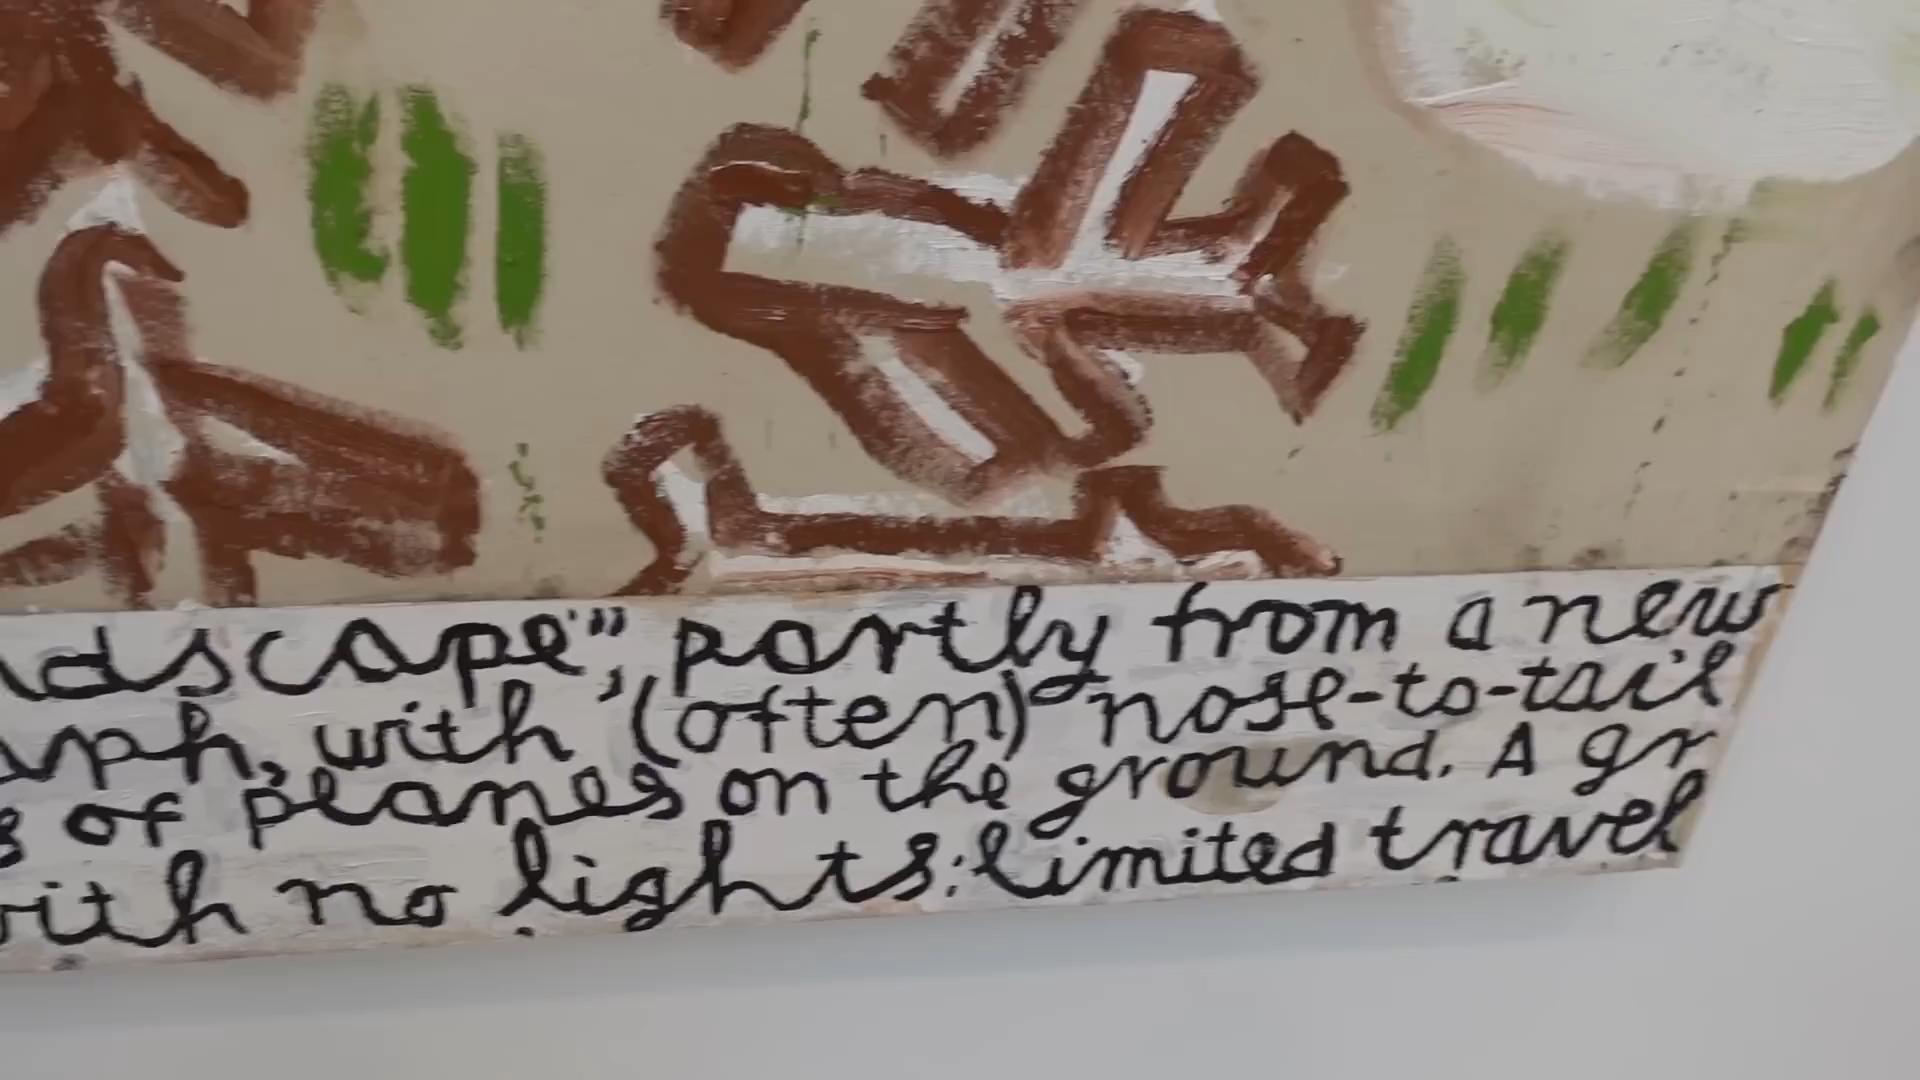 dscape", partly from a new
aph, with (often) nose-to-tail
of planes on the ground. A gr
with no lights; limited travel